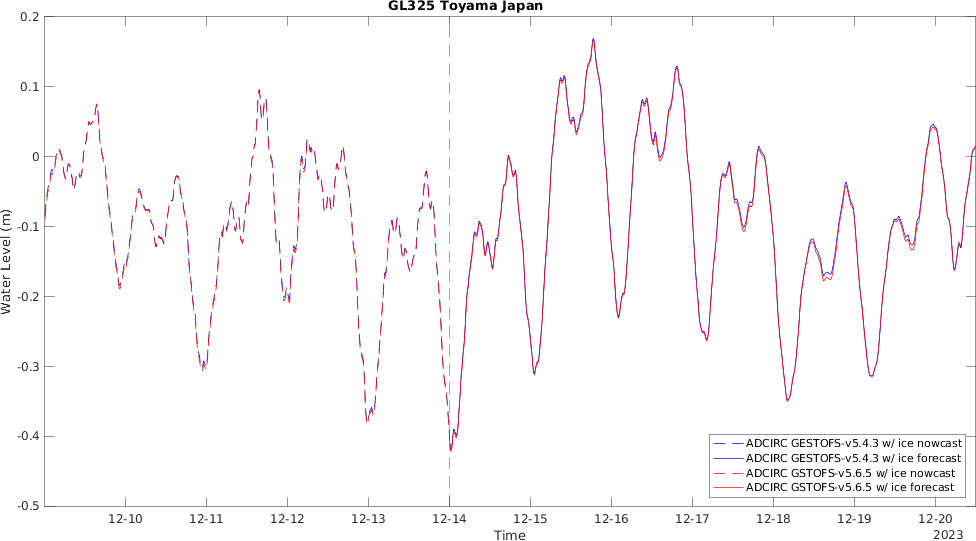 GL325 Toyama Japan
0.2
0.1
0
-0.1
-0.2
-0.3
-0.4
-0.5
Water Level (m)
12-10 12-11 12-12 12-13 12-14 12-15 12-16 12-17 12-18 12-19 12-20
2023
Time
ADCIRC GESTOFS-v5.4.3 w/ ice nowcast
ADCIRC GESTOFS-v5.4.3 w/ ice forecast
ADCIRC GSTOFS-v5.6.5 w/ ice nowcast
ADCIRC GSTOFS-v5.6.5 w/ ice forecast